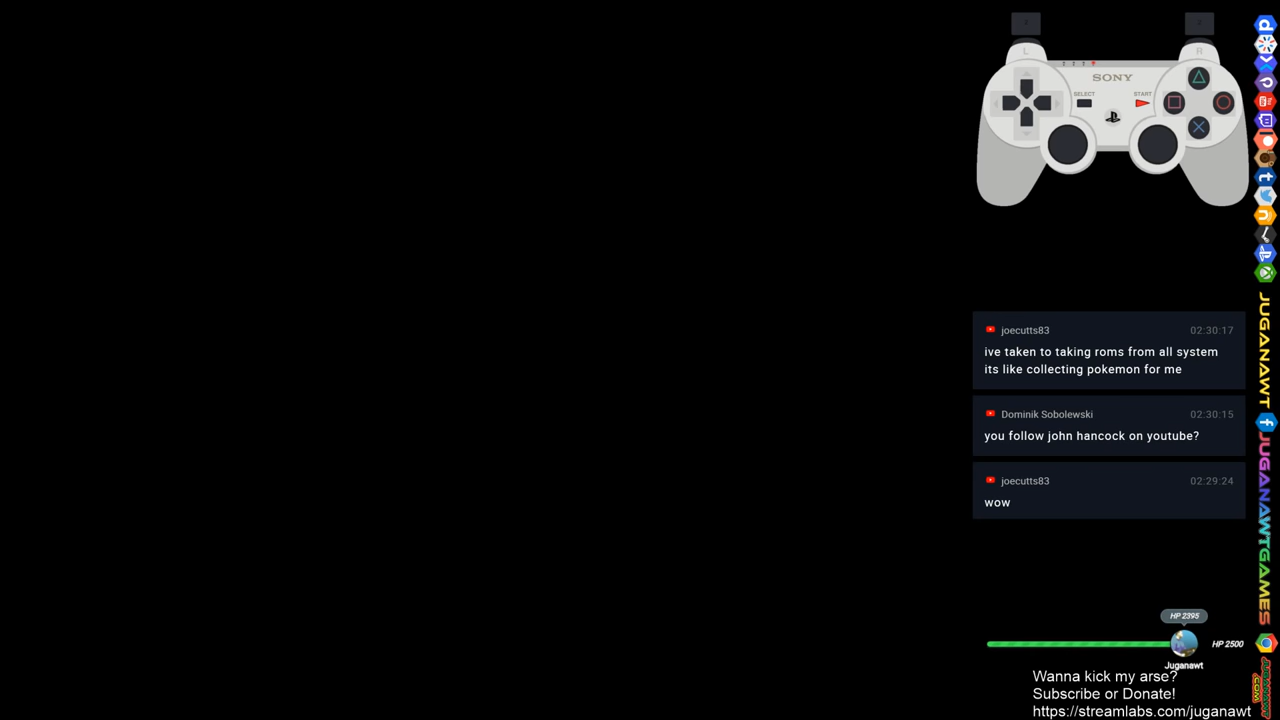 L
R
SONY
SELECT
START
joecutts83
02:30:17
ive taken to taking roms from all system
its like collecting pokemon for me
Dominik Sobolewski
02:30:15
you follow john hancock on youtube?
joecutts83
02:29:24
wow
HP 2395
HP 2500
Juganawt
Wanna kick my arse?
Subscribe or Donate!
https://streamlabs.com/juganawt
JUGANAWT
JUGANAWTGAMES
JUGANAWT
.COM